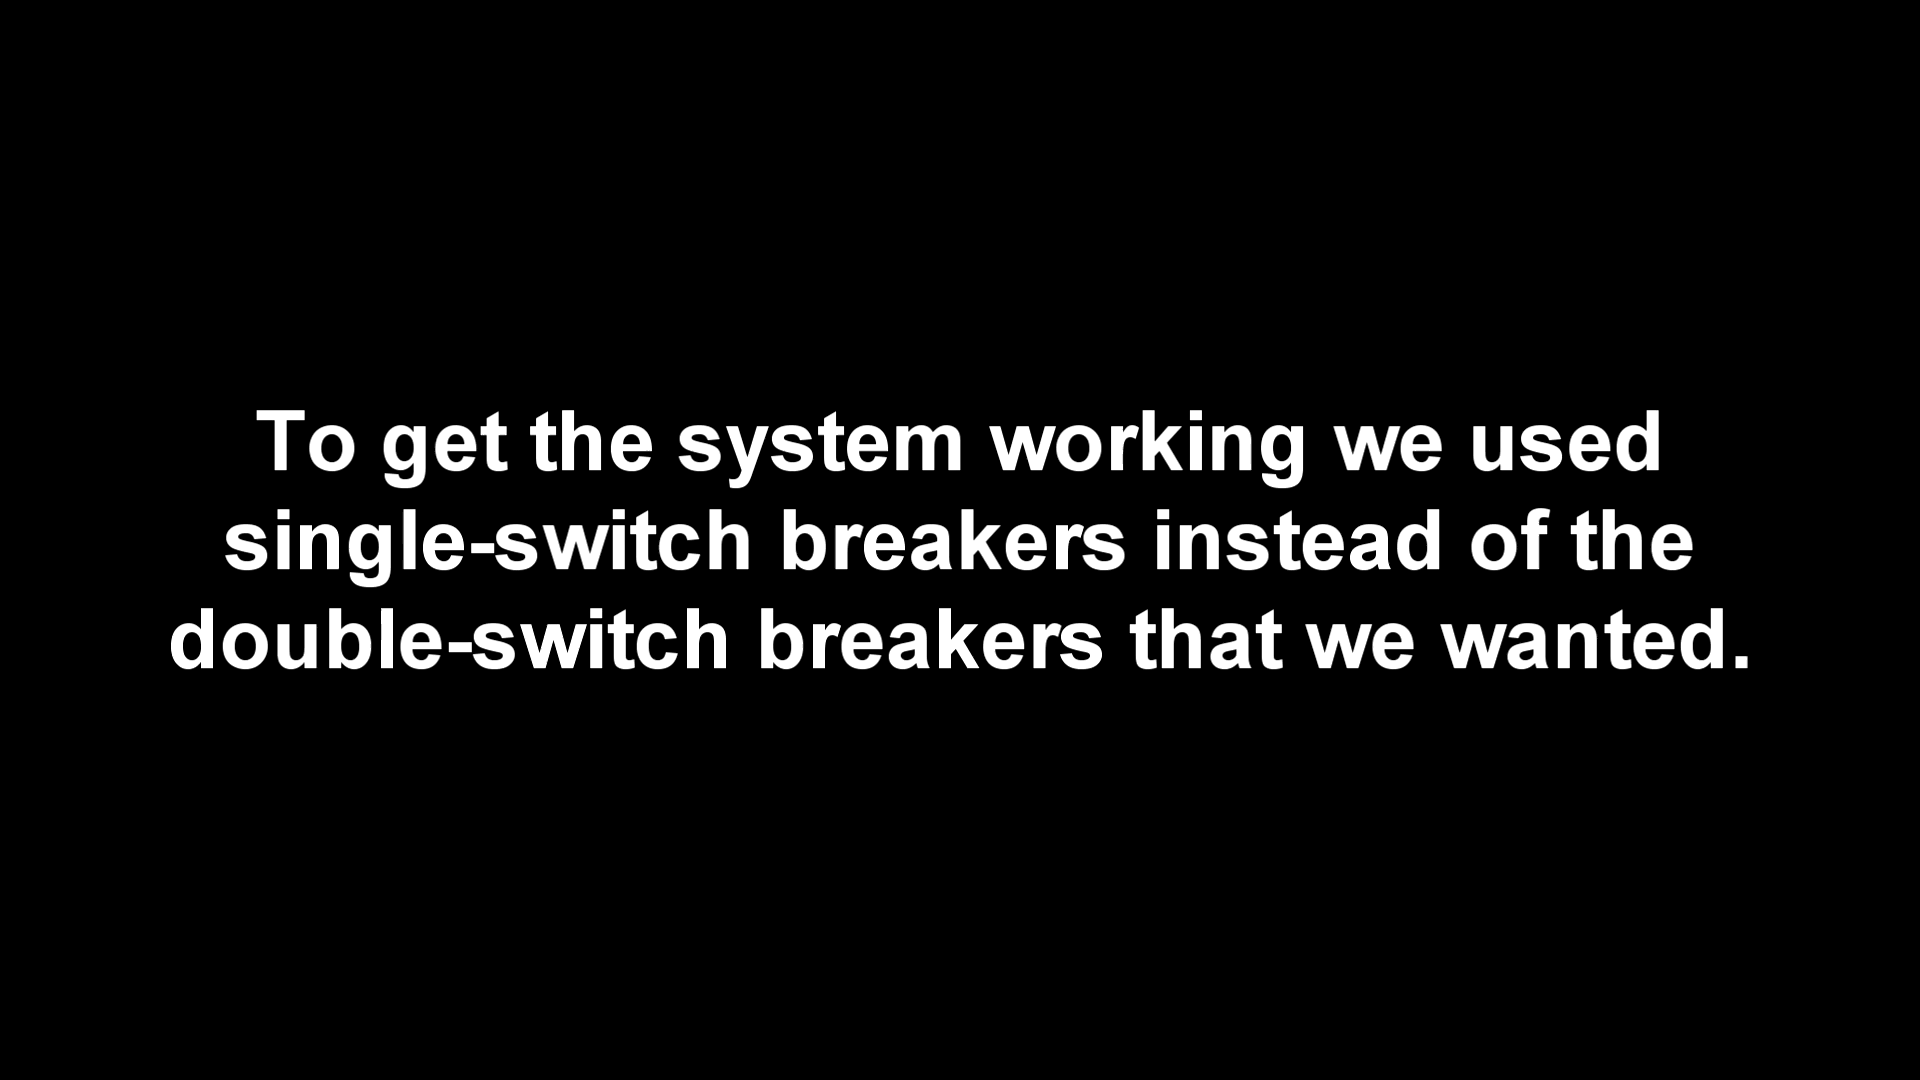 To get the system working we used
single-switch breakers instead of the
double-switch breakers that we wanted.